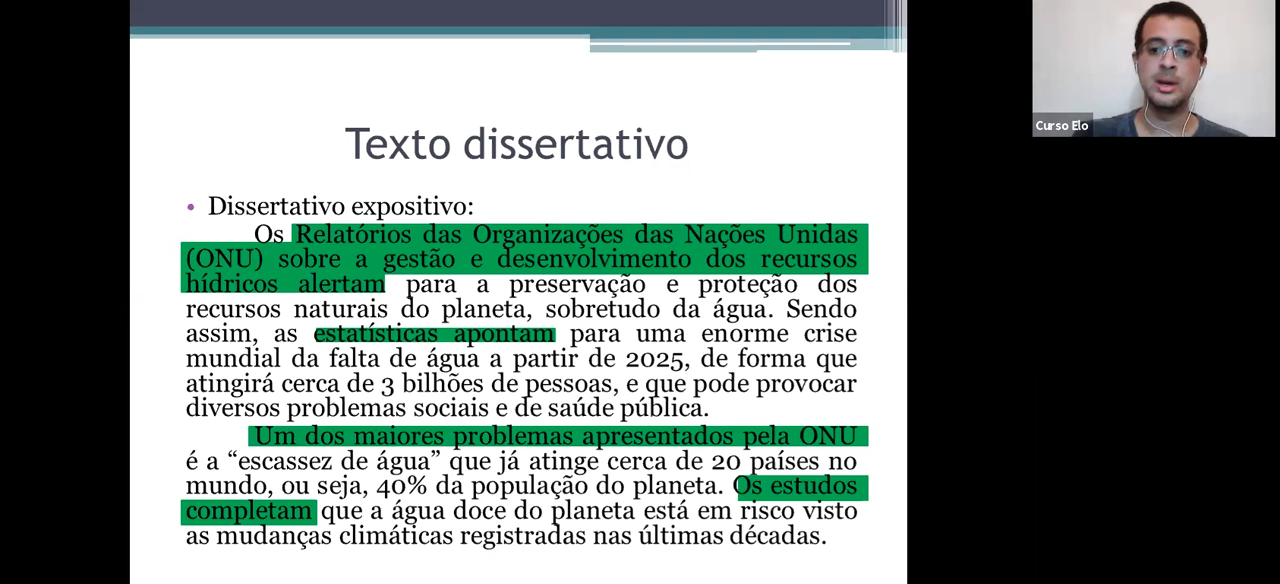 Texto dissertativo
• Dissertativo expositivo:
Os Relatórios das Organizações das Nações Unidas
(ONU) sobre a gestão e desenvolvimento dos recursos
hídricos alertam para a preservação e proteção dos
recursos naturais do planeta, sobretudo da água. Sendo
assim, as estatísticas apontam para uma enorme crise
mundial da falta de água a partir de 2025, de forma que
atingirá cerca de 3 bilhões de pessoas, e que pode provocar
diversos problemas sociais e de saúde pública.
Um dos maiores problemas apresentados pela ONU
é a “escassez de água” que já atinge cerca de 20 países no
mundo, ou seja, 40% da população do planeta. Os estudos
completam que a água doce do planeta está em risco visto
as mudanças climáticas registradas nas últimas décadas.
Curso Elo